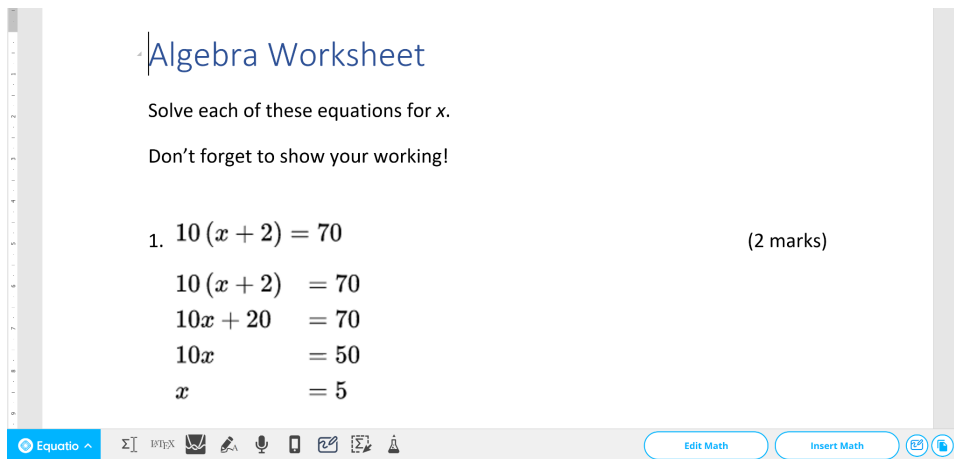 Algebra Worksheet
Solve each of these equations for x.
Don't forget to show your working!
1. 10 (x + 2) = 70 (2 marks)
10 (x + 2) = 70
10x + 20 = 70
10x = 50
x = 5
Equatio LATEX Edit Math Insert Math